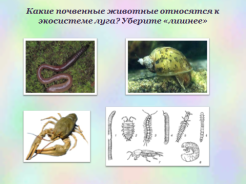 Какие почвенные животные относятся к
экосистеме луга? Уберите «лишнее»